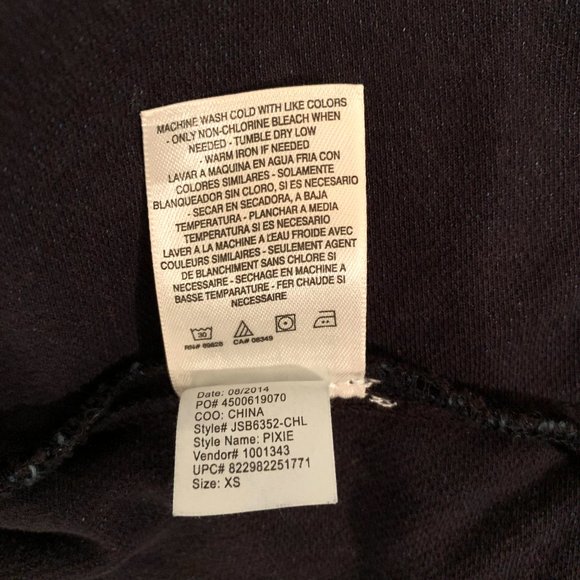 MACHINE WASH COLD WITH LIKE COLORS
- ONLY NON-CHLORINE BLEACH WHEN
NEEDED - TUMBLE DRY LOW
- WARM IRON IF NEEDED
LAVAR A MAQUINA EN AGUA FRIA CON
COLORES SIMILARES - SOLAMENTE
BLANQUEADOR SIN CLORO, SI ES NECESARIO
- SECAR EN SECADORA, A BAJA
TEMPERATURA - PLANCHAR A MEDIA
TEMPERATURA SI ES NECESARIO
LAVER A LA MACHINE A L'EAU FROIDE AVEC
COULEURS SIMILAIRES - SEULEMENT AGENT
DE BLANCHIMENT SANS CHLORE SI
NECESSAIRE - SECHAGE EN MACHINE A
BASSE TEMPARATURE - FER CHAUDE SI
NECESSAIRE
30
RN# 89828 CA# 08349
Date: 08/2014
PO# 4500619070
COO: CHINA
Style# JSB6352-CHL
Style Name: PIXIE
Vendor# 1001343
UPC# 822982251771
Size: XS